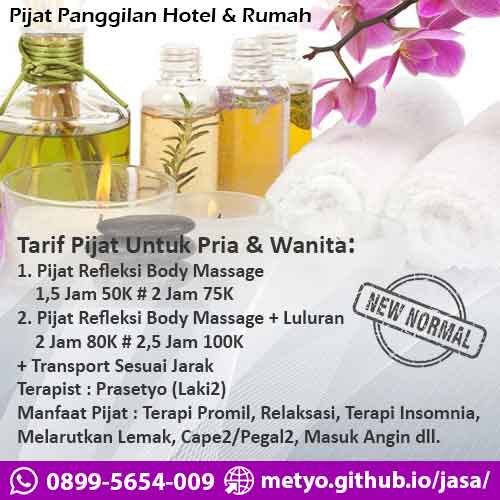 Pijat Panggilan Hotel & Rumah
Tarif Pijat Untuk Pria & Wanita:
1. Pijat Refleksi Body Massage
1,5 Jam 50K # 2 Jam 75K
2. Pijat Refleksi Body Massage + Luluran
2 Jam 80K # 2,5 Jam 100K
+ Transport Sesuai Jarak
Terapist : Prasetyo (Laki2)
Manfaat Pijat : Terapi Promil, Relaksasi, Terapi Insomnia,
Melarutkan Lemak, Cape2/Pegal2, Masuk Angin dll.
NEW NORMAL
0899-5654-009 metyo.github.io/jasa/